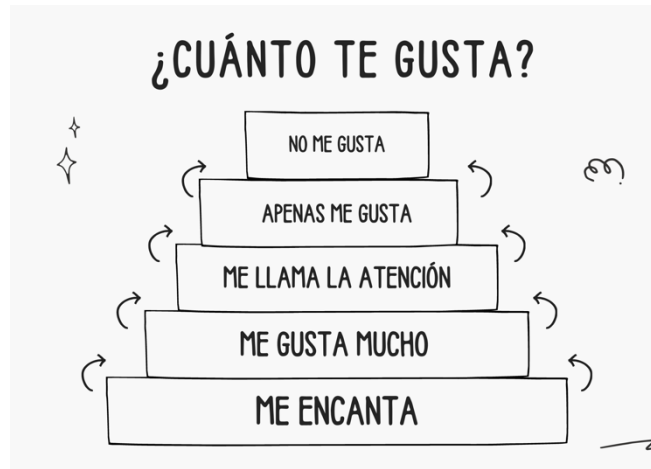 ¿CUÁNTO TE GUSTA?
NO ME GUSTA
APENAS ME GUSTA
ME LLAMA LA ATENCIÓN
ME GUSTA MUCHO
ME ENCANTA